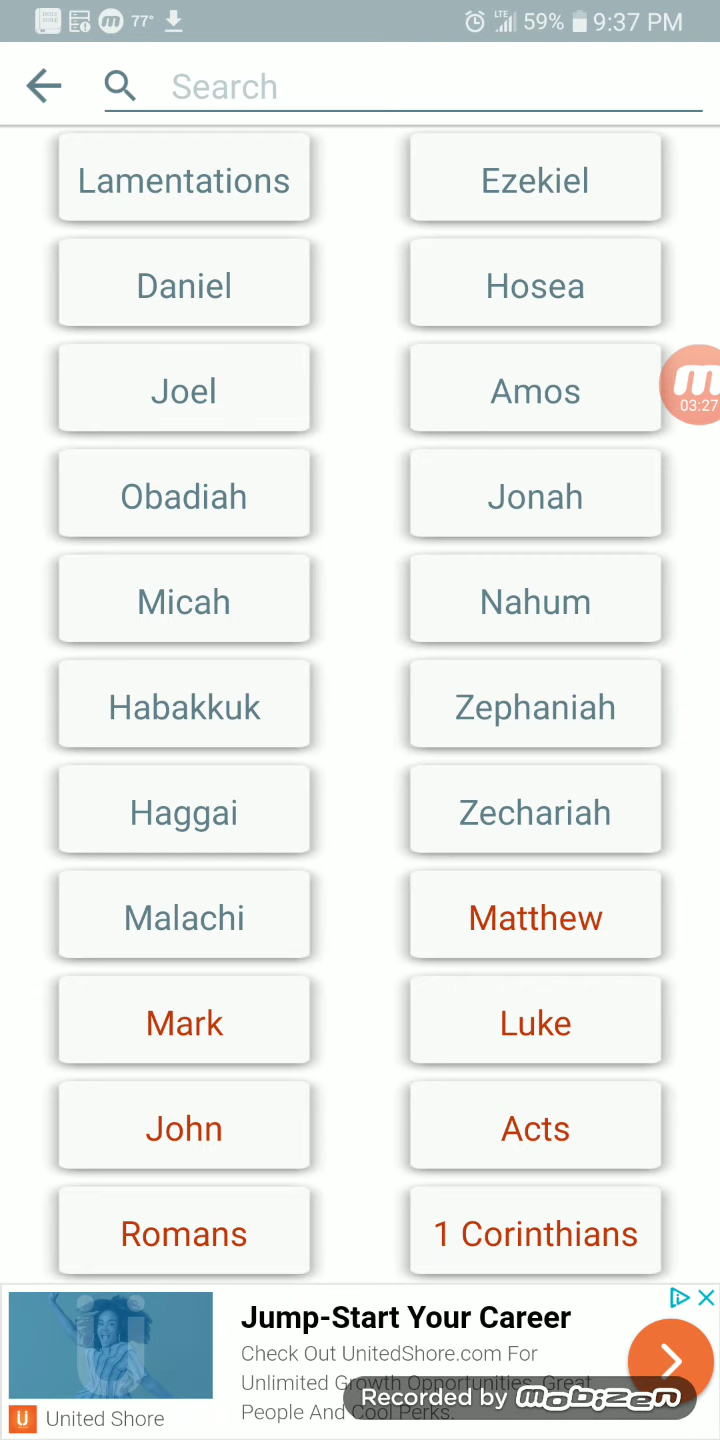 77° LTE 59% 9:37 PM
Search
Lamentations Ezekiel
Daniel Hosea
Joel Amos
03:27
Obadiah Jonah
Micah Nahum
Habakkuk Zephaniah
Haggai Zechariah
Malachi Matthew
Mark Luke
John Acts
Romans 1 Corinthians
Jump-Start Your Career
Check Out UnitedShore.com For
Unlimited Growth Opportunities, Great
People And Cool Perks.
United Shore
Recorded by mobizen